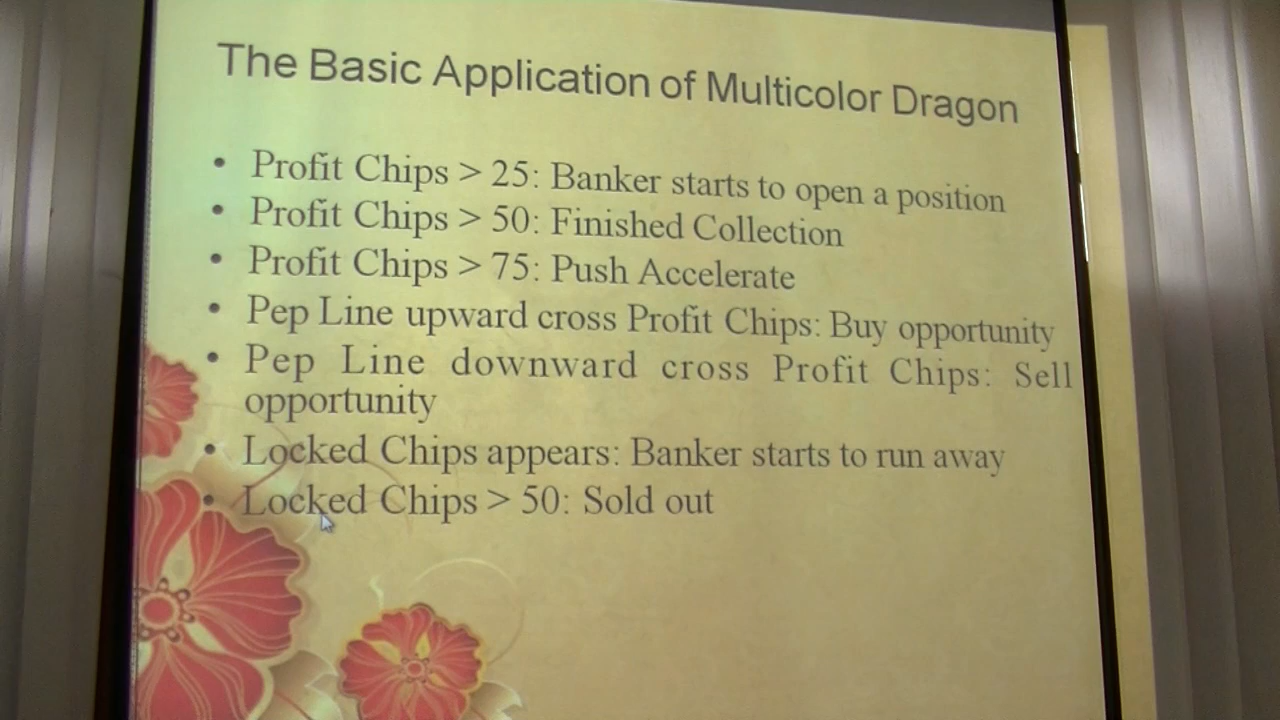 The Basic Application of Multicolor Dragon
• Profit Chips > 25: Banker starts to open a position
• Profit Chips > 50: Finished Collection
• Profit Chips > 75: Push Accelerate
• Pep Line upward cross Profit Chips: Buy opportunity
• Pep Line downward cross Profit Chips: Sell
opportunity
• Locked Chips appears: Banker starts to run away
• Locked Chips > 50: Sold out